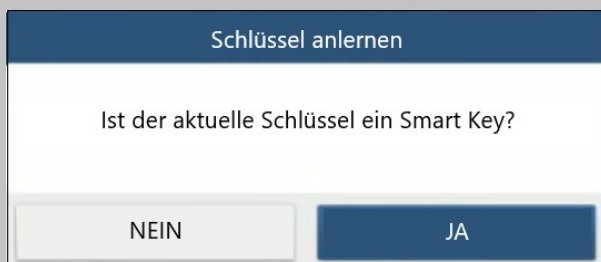 Schlüssel anlernen
Ist der aktuelle Schlüssel ein Smart Key?
NEIN
JA